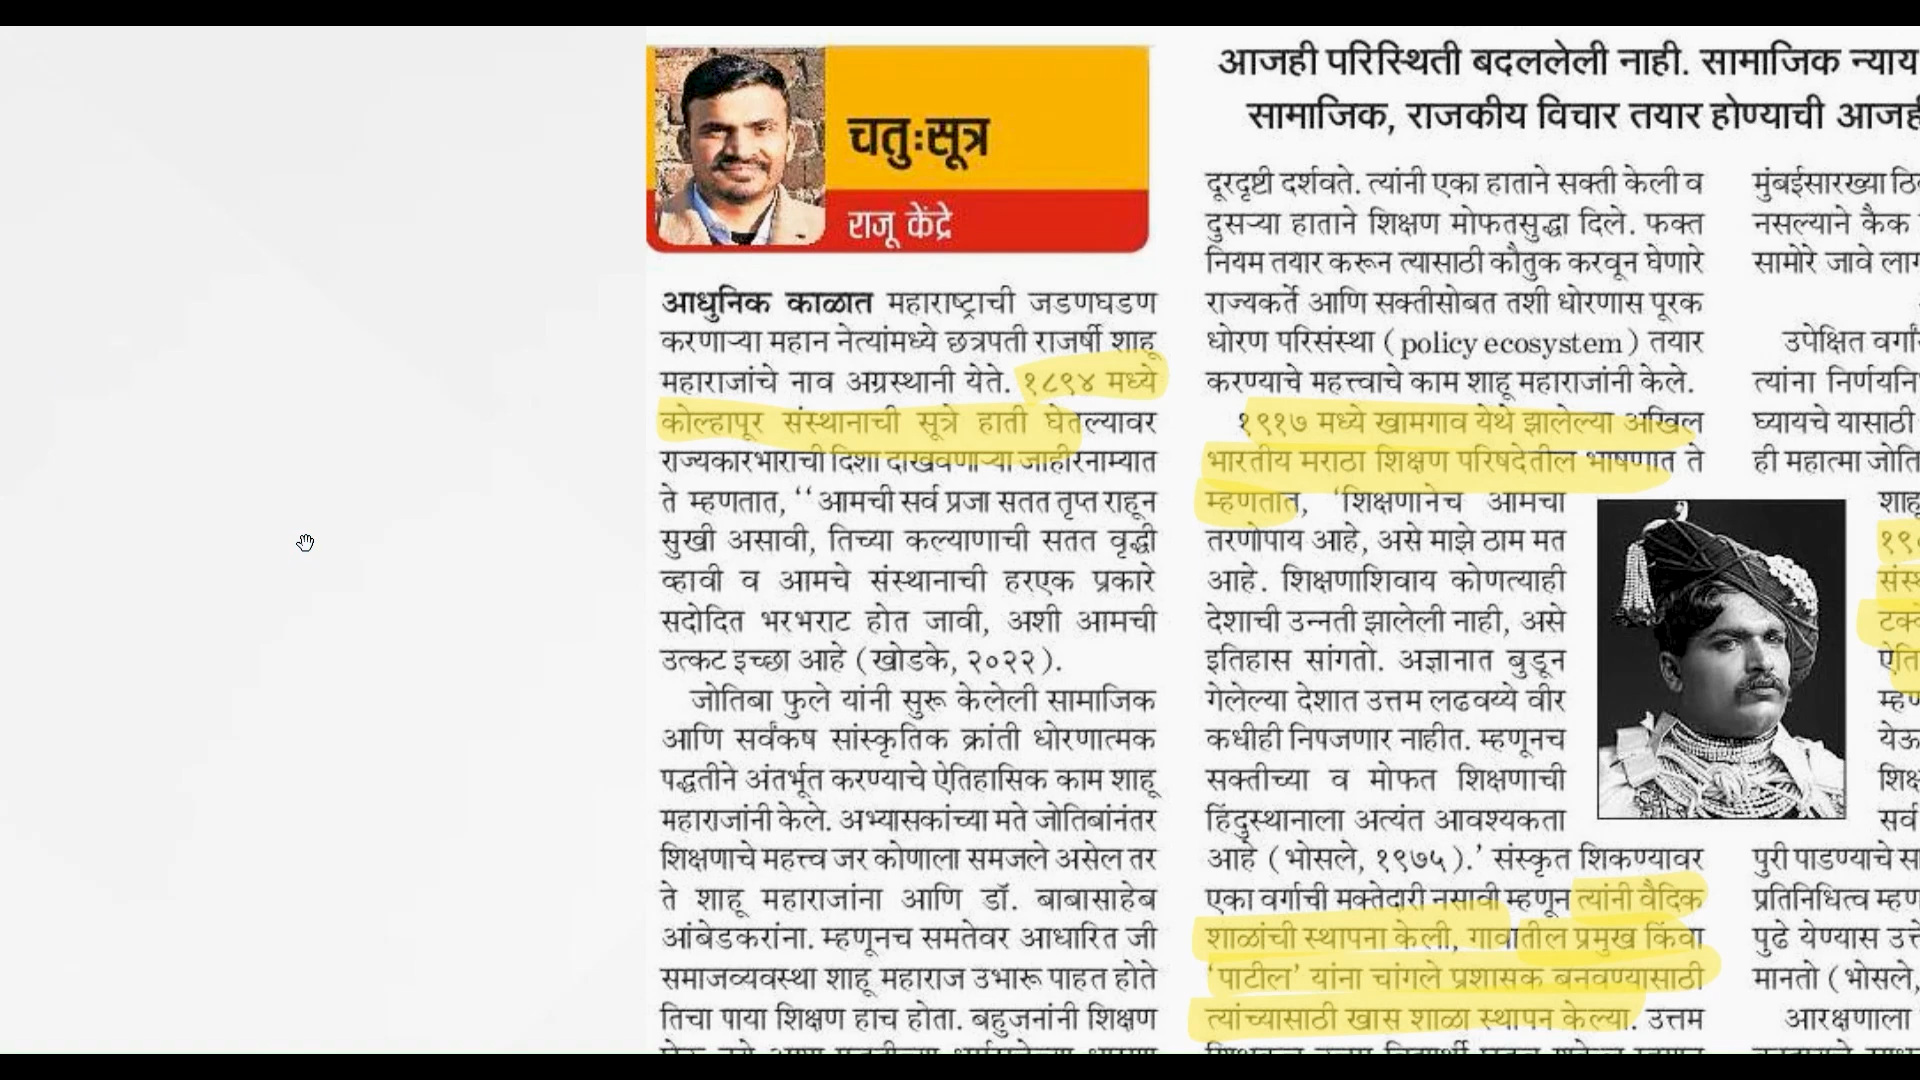 चतुःसूत्र
राजू केंद्रे
आजही परिस्थिती बदललेली नाही. सामाजिक न्याय
सामाजिक, राजकीय विचार तयार होण्याची
आधुनिक काळात महाराष्ट्राची जडणघडण
करणाऱ्या महान नेत्यांमध्ये छत्रपती राजर्षी शाहू
महाराजांचे नाव अग्रस्थानी येते. १८९४ मध्ये
कोल्हापूर संस्थानाची सूत्रे हाती घेतल्यावर
राज्यकारभाराची दिशा दाखवणाऱ्या जाहीरनाम्यात
ते म्हणतात, ‘‘आमची सर्व प्रजा सतत तृप्त राहून
सुखी असावी, तिच्या कल्याणाची सतत वृद्धी
व्हावी व आमचे संस्थानाची हरएक प्रकारे
सदोदित भरभराट होत जावी, अशी आमची
उत्कट इच्छा आहे (खोडके, २०२२).
जोतिबा फुले यांनी सुरू केलेली सामाजिक
आणि सर्वंकष सांस्कृतिक क्रांती धोरणात्मक
पद्धतीने अंतर्भूत करण्याचे ऐतिहासिक काम शाहू
महाराजांनी केले. अभ्यासकांच्या मते जोतिबांनंतर
शिक्षणाचे महत्त्व जर कोणाला समजले असेल तर
ते शाहू महाराजांना आणि डॉ. बाबासाहेब
आंबेडकरांना. म्हणूनच समतेवर आधारित जी
समाजव्यवस्था शाहू महाराज उभारू पाहत होते
तिचा पाया शिक्षण हाच होता. बहुजनांनी शिक्षण
दूरदृष्टी दर्शवते. त्यांनी एका हाताने सक्ती केली व
दुसऱ्या हाताने शिक्षण मोफतसुद्धा दिले. फक्त
नियम तयार करून त्यासाठी कौतुक करवून घेणारे
राज्यकर्ते आणि सक्तीसोबत तशी धोरणास पूरक
धोरण परिसंस्था (policy ecosystem) तयार
करण्याचे महत्त्वाचे काम शाहू महाराजांनी केले.
१९१७ मध्ये खामगाव येथे झालेल्या अखिल
भारतीय मराठा शिक्षण परिषदेतील भाषणात ते
म्हणतात, ‘शिक्षणानेच आमचा
तरणोपाय आहे, असे माझे ठाम मत
आहे. शिक्षणाशिवाय कोणत्याही
देशाची उन्नती झालेली नाही, असे
इतिहास सांगतो. अज्ञानात बुडून
गेलेल्या देशात उत्तम लढवय्ये वीर
कधीही निपजणार नाहीत. म्हणूनच
सक्तीच्या व मोफत शिक्षणाची
हिंदुस्थानाला अत्यंत आवश्यकता
आहे (भोसले, १९७५).’ संस्कृत शिकण्यावर
एका वर्गाची मक्तेदारी नसावी म्हणून त्यांनी वैदिक
शाळांची स्थापना केली, गावातील प्रमुख किंवा
‘पाटील’ यांना चांगले प्रशासक बनवण्यासाठी
त्यांच्यासाठी खास शाळा स्थापन केल्या. उत्तम
मुंबईसारख्या
नसल्याने कैक
सामोरे जावे
उपेक्षित
त्यांना
घ्यायचे यासाठी
ही महात्मा
पुरी पाडण्याचे
प्रतिनिधित्व
पुढे येण्यास
मानतो (भोसले,
आरक्षणाला